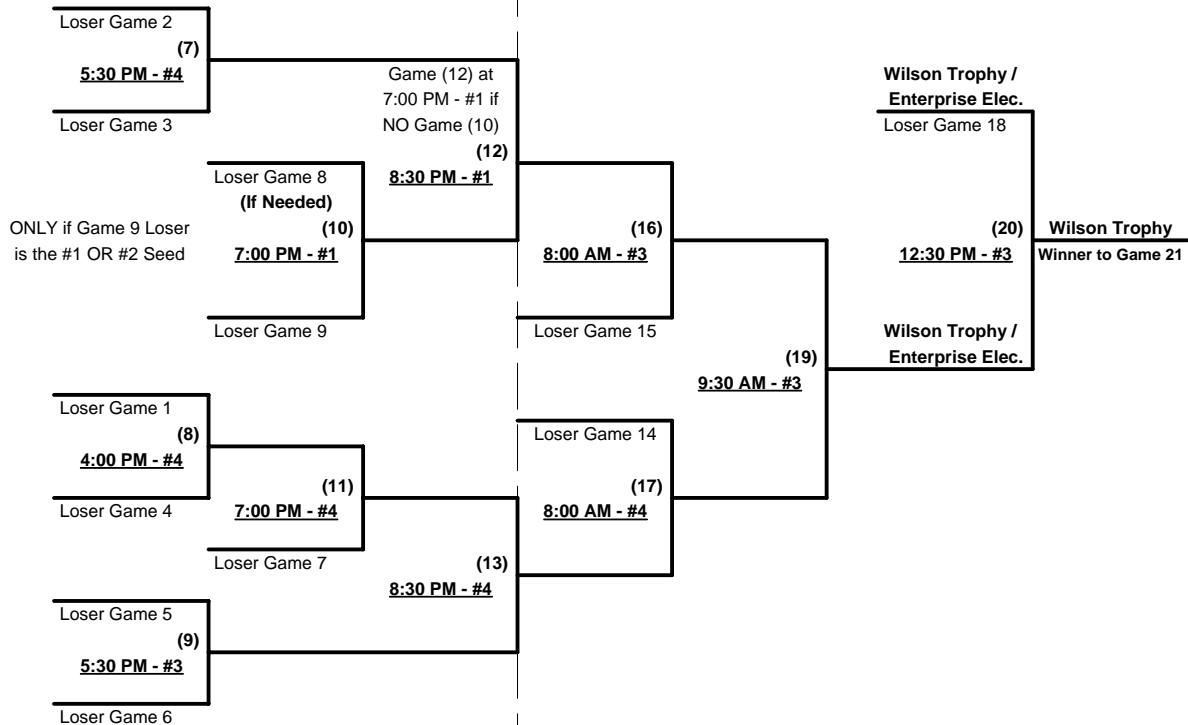 Loser Game 2
(7)
5:30 PM - #4
Loser Game 3
Game (12) at
7:00 PM - #1 if
NO Game (10)
(12)
8:30 PM - #1
Wilson Trophy /
Enterprise Elec.
Loser Game 18
Loser Game 8
(If Needed)
(10)
7:00 PM - #1
ONLY if Game 9 Loser
is the #1 OR #2 Seed
Loser Game 9
(16)
8:00 AM - #3
Loser Game 15
(20)
12:30 PM - #3
Wilson Trophy
Winner to Game 21
Wilson Trophy /
Enterprise Elec.
(19)
9:30 AM - #3
Loser Game 1
(8)
4:00 PM - #4
Loser Game 4
(11)
7:00 PM - #4
Loser Game 7
Loser Game 14
(17)
8:00 AM - #4
(13)
8:30 PM - #4
Loser Game 5
(9)
5:30 PM - #3
Loser Game 6